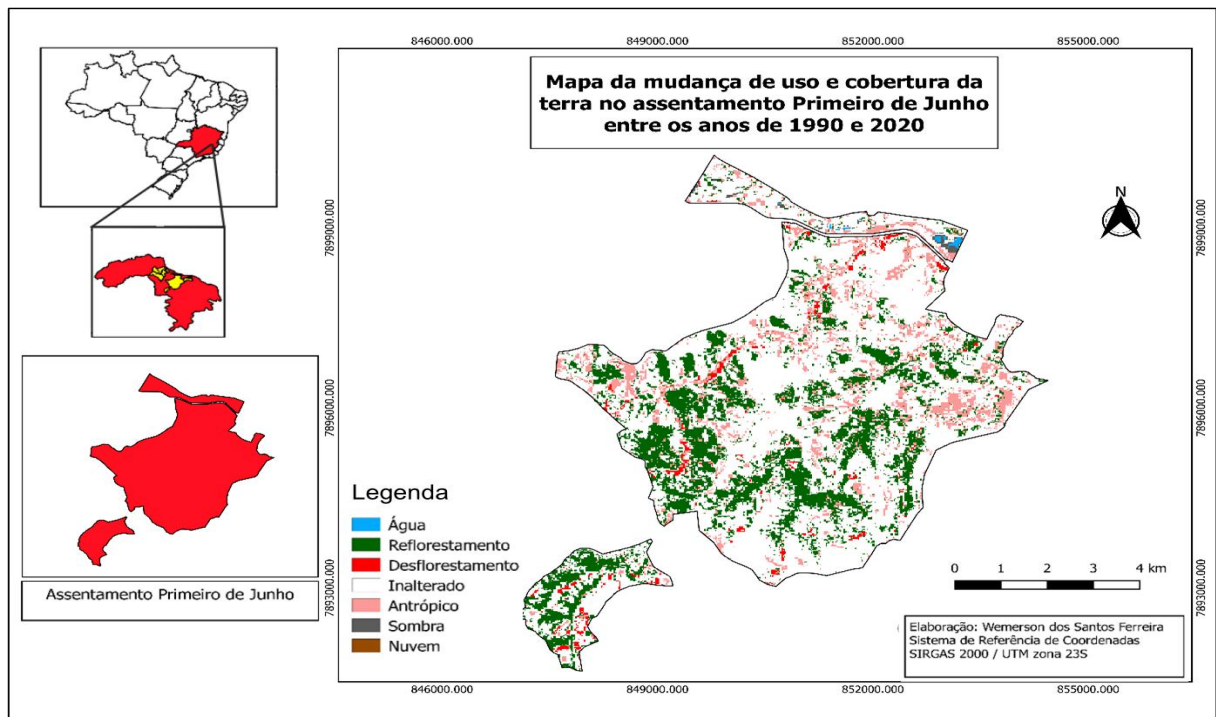 846000.000 849000.000 852000.000 855000.000
Mapa da mudança de uso e cobertura da
terra no assentamento Primeiro de Junho
entre os anos de 1990 e 2020
N
7899000.000 7899000.000
7896000.000 7896000.000
7893000.000 7893000.000
Assentamento Primeiro de Junho
Legenda
Água
Reflorestamento
Desflorestamento
Inalterado
Antrópico
Sombra
Nuvem
0 1 2 3 4 km
Elaboração: Wemerson dos Santos Ferreira
Sistema de Referência de Coordenadas
SIRGAS 2000 / UTM zona 23S
846000.000 849000.000 852000.000 855000.000